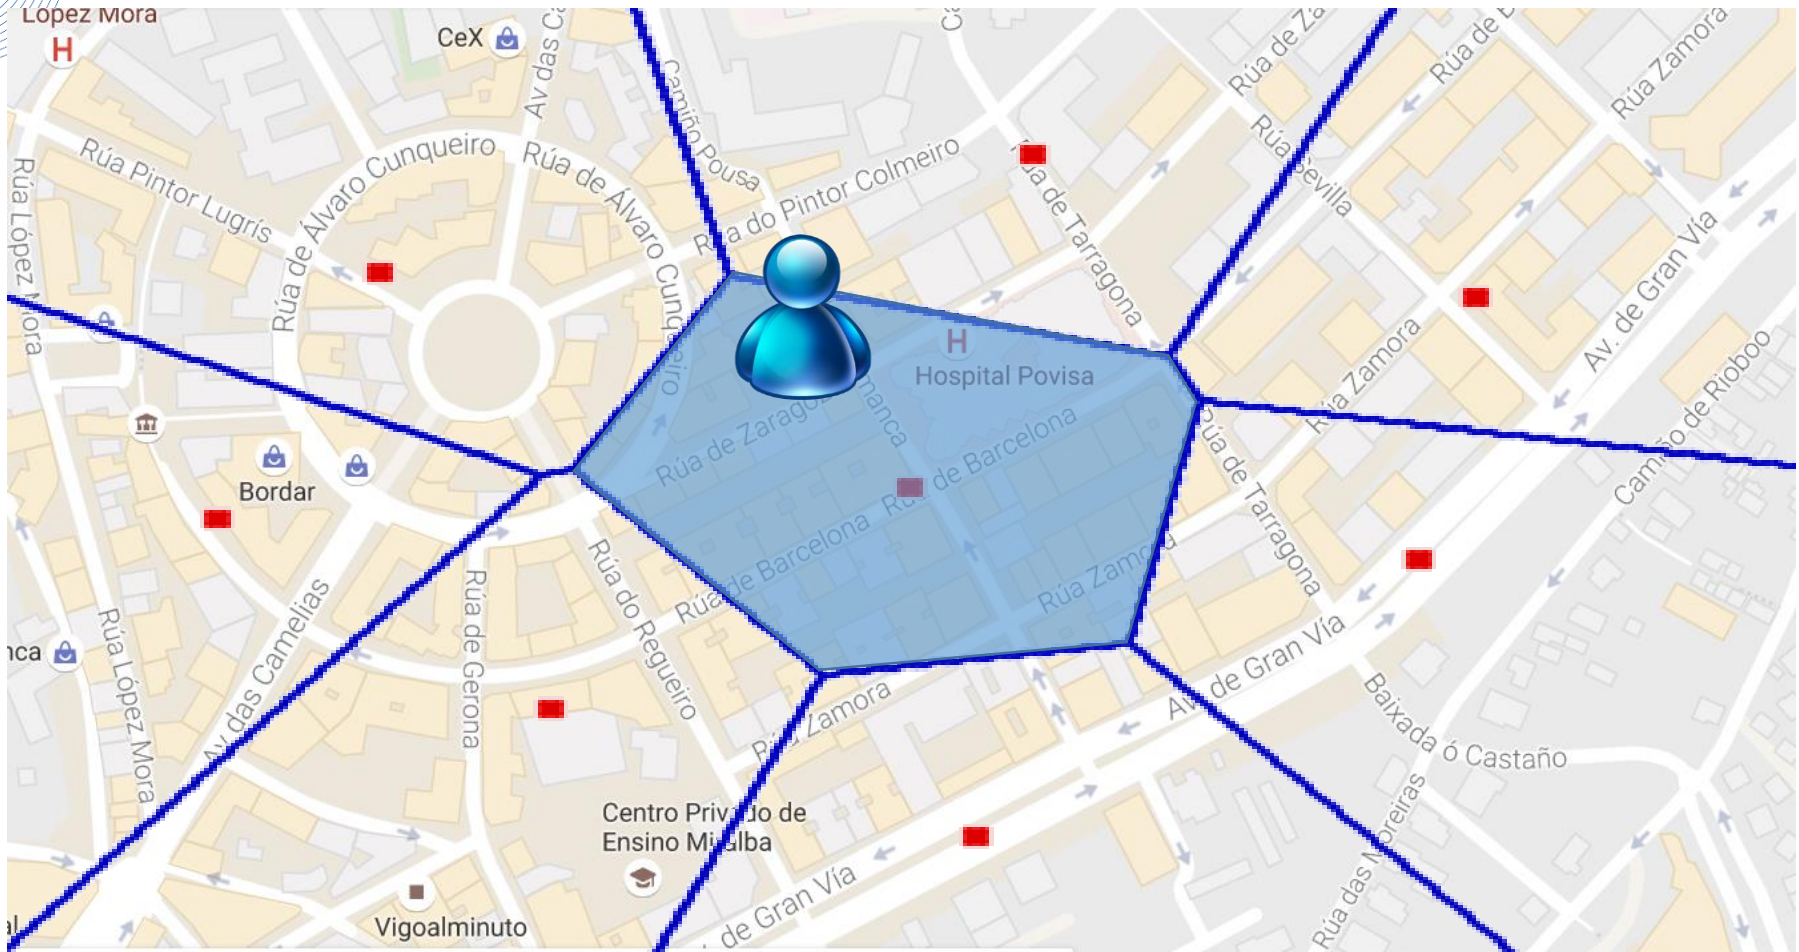 López Mora
H
CeX
Av das Ca
Camiño Pousa
Rúa de Za
Rúa de B
Rúa Zamora
Rúa Pintor Lugrís
Rúa de Álvaro Cunqueiro
Rúa de Álvaro Cunqueiro
Rúa do Pintor Colmeiro
Rúa de Tarragona
Rúa Sevilla
Rúa López Mora
Av. de Gran Vía
H
Hospital Povisa
Rúa Zamora
Camiño de Rioboo
Rúa de Zaragoza
manca
Rúa de Barcelona
Bordar
Rúa de Barcelona
Rúa de Tarragona
nca
Rúa López Mora
Av das Camelias
Rúa de Gerona
Rúa do Regueiro
Rúa Zamora
Av. de Gran Vía
Rúa Zamora
Baixada ó Castaño
Centro Privado de
Ensino Miralba
Rúa das Moreiras
. de Gran Vía
Vigoalminuto
al